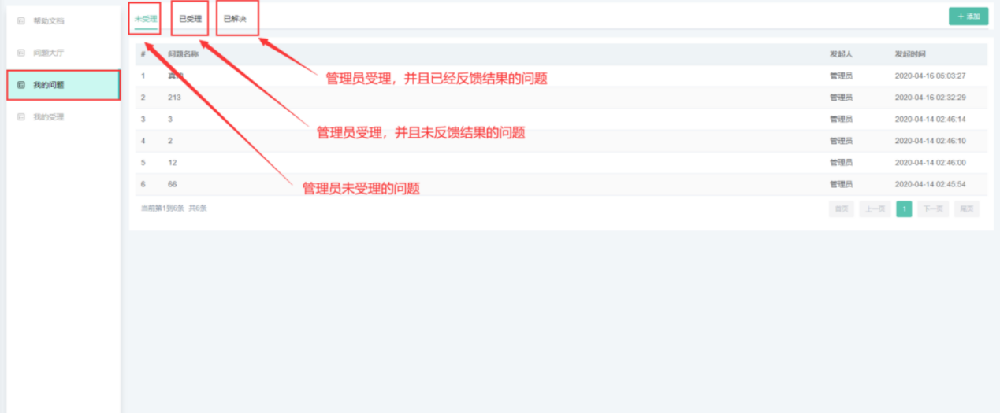 帮助文档
问题大厅
我的问题
我的受理
未受理 已受理 已解决 + 添加
# 问题名称 发起人 发起时间
1 管理员 2020-04-16 05:03:27
2 213 管理员 2020-04-16 02:32:29
3 3 管理员 2020-04-14 02:46:14
4 2 管理员 2020-04-14 02:46:10
5 12 管理员 2020-04-14 02:46:00
6 66 管理员 2020-04-14 02:45:54
管理员受理，并且已经反馈结果的问题
管理员受理，并且未反馈结果的问题
管理员未受理的问题
当前第1到6条 共6条 首页 上一页 1 下一页 尾页